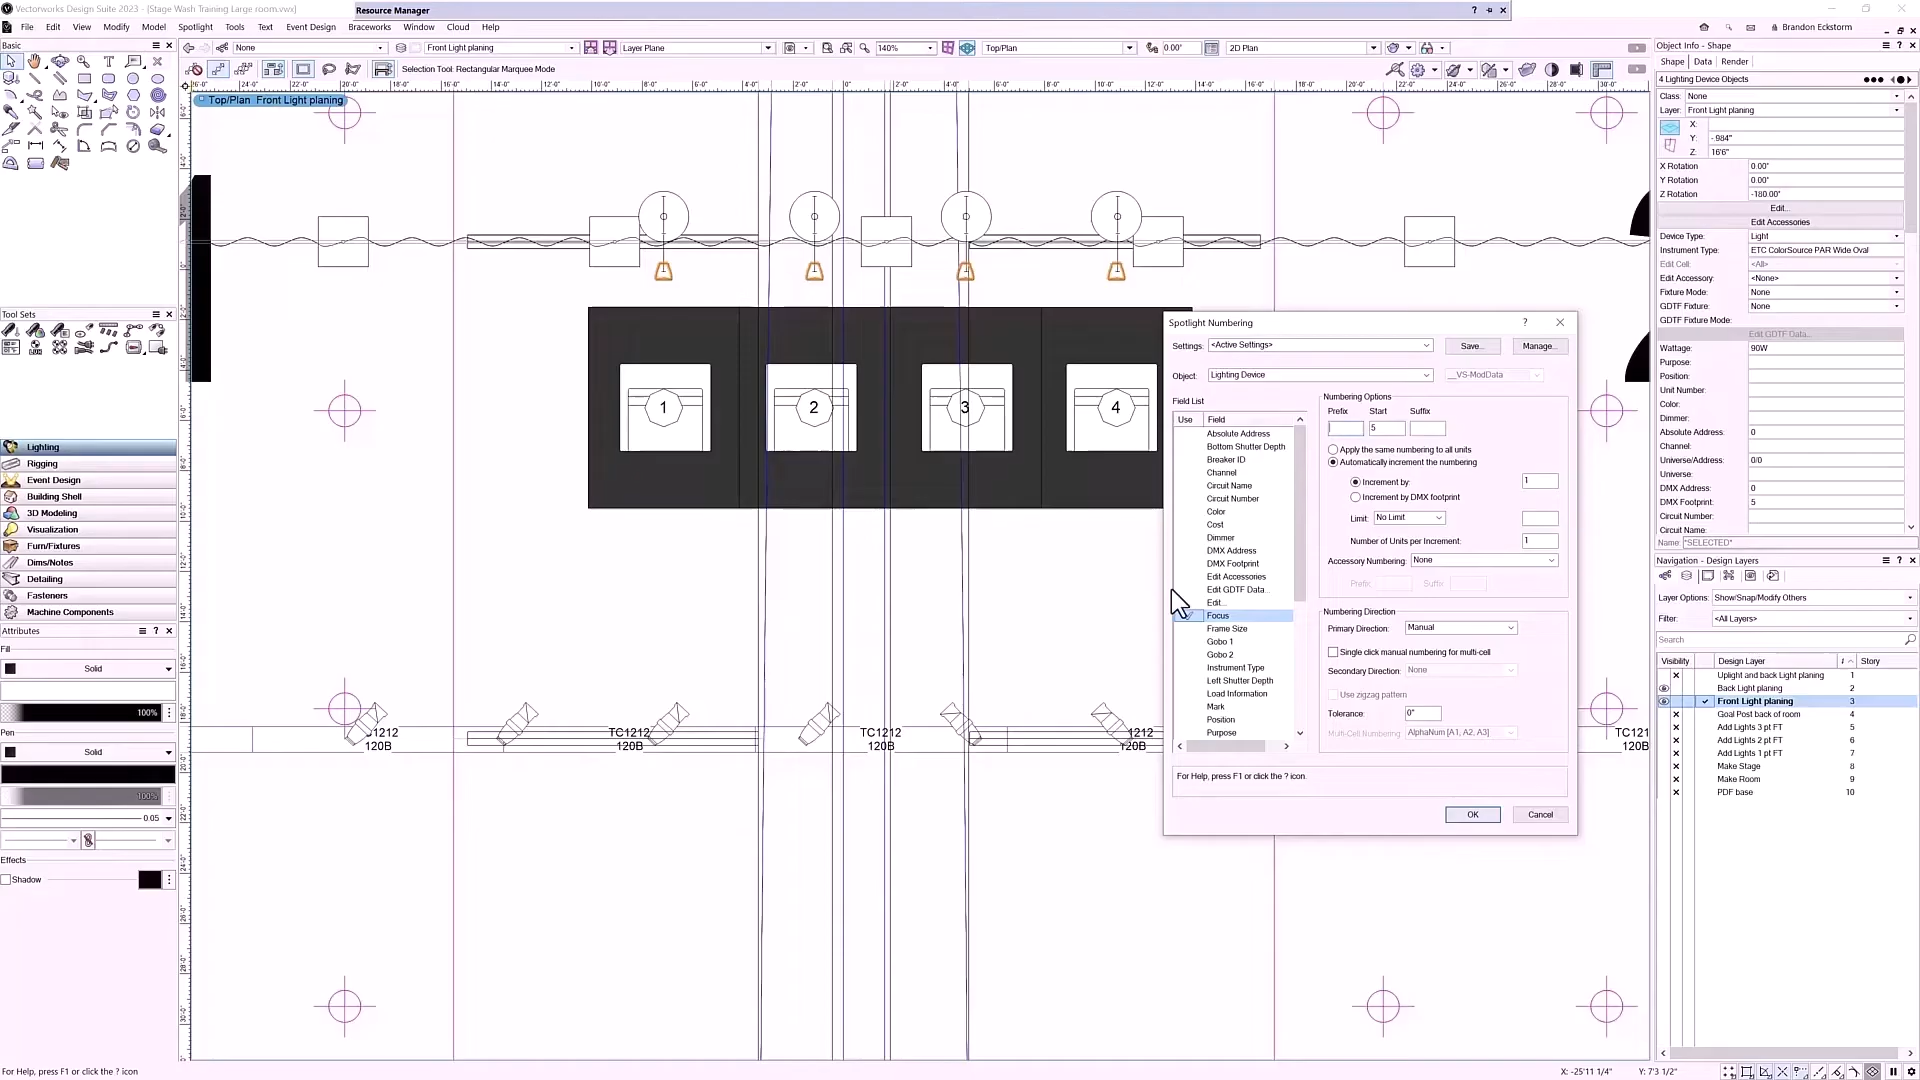 Vectorworks Design Suite 2023 - [Stage Wash Training Large room.vwx]
Resource Manager
File Edit View Modify Model Spotlight Tools Text Event Design Braceworks Window Cloud Help
Brandon Eckstorm
Basic
None
Front Light planing
Layer Plane
140%
Top/Plan
0.00°
2D Plan
Selection Tool: Rectangular Marquee Mode
Top/Plan Front Light planing
Tool Sets
Lighting
Rigging
Event Design
Building Shell
3D Modeling
Visualization
Furn/Fixtures
Dims/Notes
Detailing
Fasteners
Machine Components
Attributes
Fill
Solid
100%
Pen
Solid
100%
0.05
Effects
Shadow
1
2
3
4
1212
120B
TC1212
120B
TC1212
120B
1212
120B
TC1
120
Spotlight Numbering
Settings: <Active Settings>
Save...
Manage...
Object: Lighting Device
__VS-ModData
Field List
Use Field
Absolute Address
Bottom Shutter Depth
Breaker ID
Channel
Circuit Name
Circuit Number
Color
Cost
Dimmer
DMX Address
DMX Footprint
Edit Accessories
Edit GDTF Data...
Edit...
Focus
Frame Size
Gobo 1
Gobo 2
Instrument Type
Left Shutter Depth
Load Information
Mark
Position
Purpose
Numbering Options
Prefix Start Suffix
5
Apply the same numbering to all units
Automatically increment the numbering
Increment by: 1
Increment by DMX footprint
Limit: No Limit
Number of Units per Increment: 1
Accessory Numbering: None
Prefix: Suffix:
Numbering Direction
Primary Direction: Manual
Single click manual numbering for multi-cell
Secondary Direction: None
Use zigzag pattern
Tolerance: 0"
Multi-Cell Numbering: AlphaNum [A1, A2, A3]
For Help, press F1 or click the ? icon.
OK
Cancel
Object Info - Shape
Shape Data Render
4 Lighting Device Objects
Class: None
Layer: Front Light planing
X:
Y: -.984"
Z: 16'6"
X Rotation 0.00°
Y Rotation 0.00°
Z Rotation -180.00°
Edit...
Edit Accessories
Device Type: Light
Instrument Type: ETC ColorSource PAR Wide Oval
Edit Cell: <All>
Edit Accessory: <None>
Fixture Mode: None
GDTF Fixture: None
GDTF Fixture Mode:
Edit GDTF Data...
Wattage: 90W
Purpose:
Position:
Unit Number:
Color:
Dimmer:
Absolute Address: 0
Channel:
Universe/Address: 0/0
Universe:
DMX Address: 0
DMX Footprint: 5
Circuit Number:
Circuit Name:
Name: *SELECTED*
Navigation - Design Layers
Layer Options: Show/Snap/Modify Others
Filter: <All Layers>
Search
Visibility Design Layer # Story
Uplight and back Light planing 1
Back Light planing 2
Front Light planing 3
Goal Post back of room 4
Add Lights 3 pt FT 5
Add Lights 2 pt FT 6
Add Lights 1 pt FT 7
Make Stage 8
Make Room 9
PDF base 10
For Help, press F1 or click the ? icon
X: -25'11 1/4" Y: 7'3 1/2"